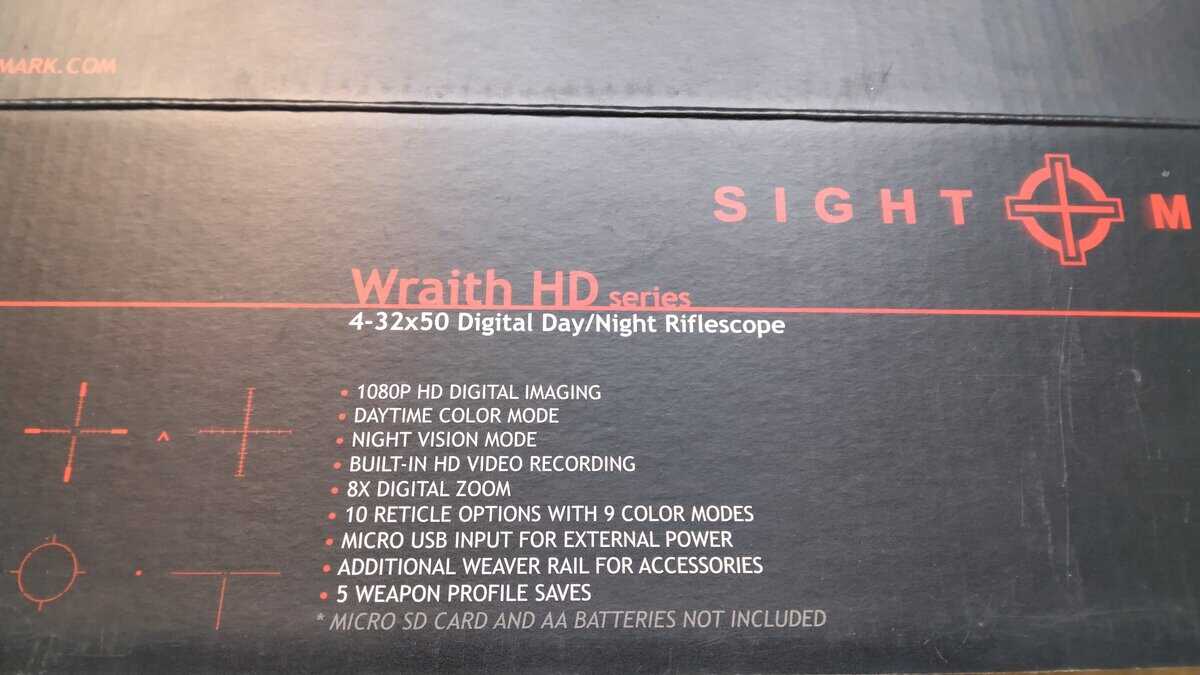 MARK.COM
SIGHT M
Wraith HD series
4-32x50 Digital Day/Night Riflescope
• 1080P HD DIGITAL IMAGING
• DAYTIME COLOR MODE
• NIGHT VISION MODE
• BUILT-IN HD VIDEO RECORDING
• 8X DIGITAL ZOOM
• 10 RETICLE OPTIONS WITH 9 COLOR MODES
• MICRO USB INPUT FOR EXTERNAL POWER
• ADDITIONAL WEAVER RAIL FOR ACCESSORIES
• 5 WEAPON PROFILE SAVES
* MICRO SD CARD AND AA BATTERIES NOT INCLUDED